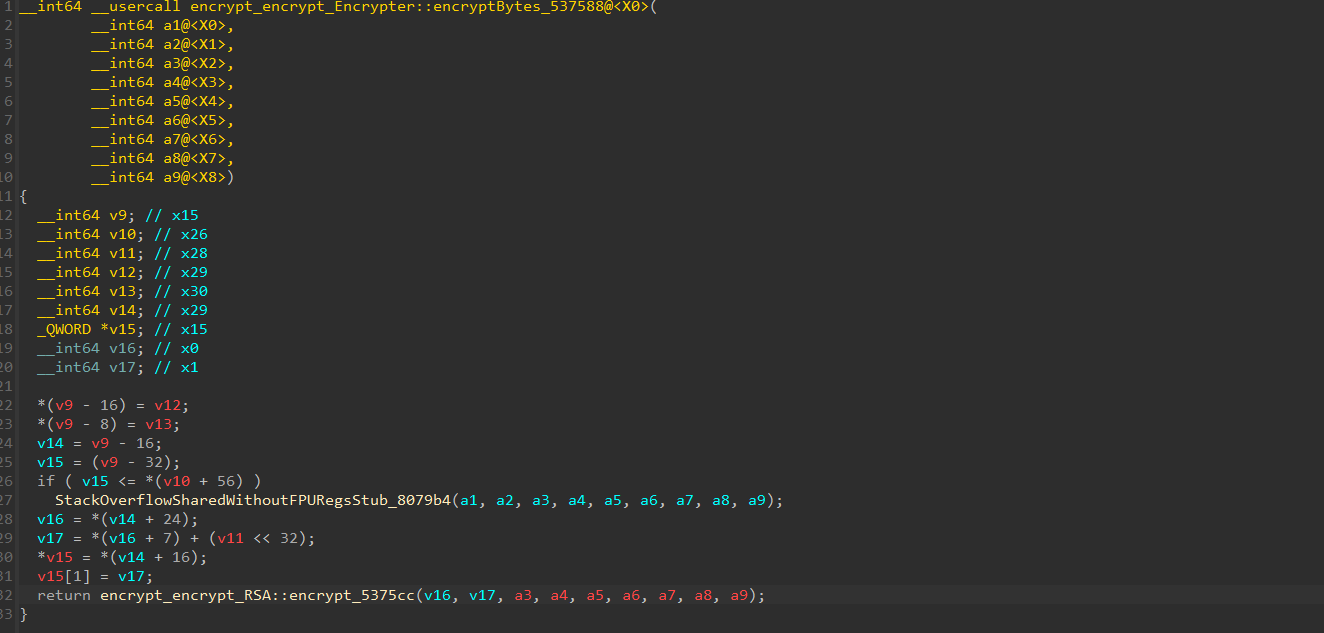 1 __int64 __usercall encrypt_encrypt_Encrypter::encryptBytes_537588@<X0>(
2 __int64 a1@<X0>,
3 __int64 a2@<X1>,
4 __int64 a3@<X2>,
5 __int64 a4@<X3>,
6 __int64 a5@<X4>,
7 __int64 a6@<X5>,
8 __int64 a7@<X6>,
9 __int64 a8@<X7>,
10 __int64 a9@<X8>)
11 {
12 __int64 v9; // x15
13 __int64 v10; // x26
14 __int64 v11; // x28
15 __int64 v12; // x29
16 __int64 v13; // x30
17 __int64 v14; // x29
18 _QWORD *v15; // x15
19 __int64 v16; // x0
20 __int64 v17; // x1
21
22 *(v9 - 16) = v12;
23 *(v9 - 8) = v13;
24 v14 = v9 - 16;
25 v15 = (v9 - 32);
26 if ( v15 <= *(v10 + 56) )
27 StackOverflowSharedWithoutFPURegsStub_8079b4(a1, a2, a3, a4, a5, a6, a7, a8, a9);
28 v16 = *(v14 + 24);
29 v17 = *(v16 + 7) + (v11 << 32);
30 *v15 = *(v14 + 16);
31 v15[1] = v17;
32 return encrypt_encrypt_RSA::encrypt_5375cc(v16, v17, a3, a4, a5, a6, a7, a8, a9);
33 }